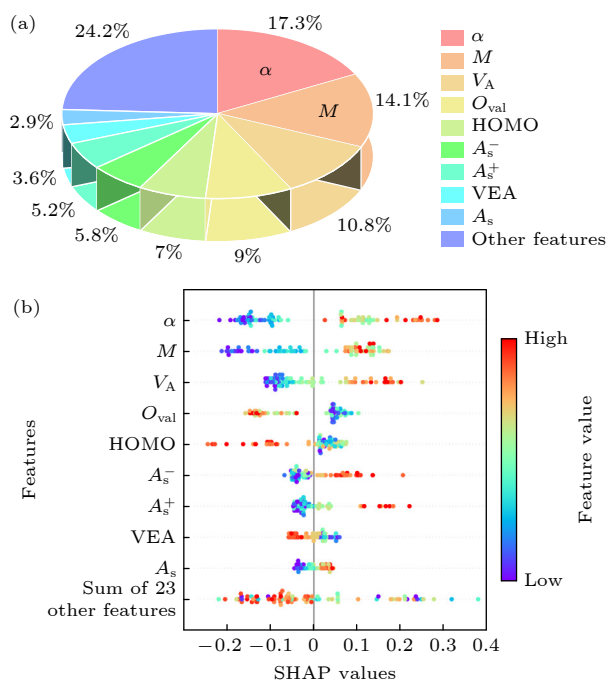 (a)
24.2%
17.3%
14.1%
10.8%
9%
7%
5.8%
5.2%
3.6%
2.9%
α
M
α
M
V_A
O_val
HOMO
A_s^−
A_s^+
VEA
A_s
Other features
(b)
Features
α
M
V_A
O_val
HOMO
A_s^−
A_s^+
VEA
A_s
Sum of 23
other features
−0.2 −0.1 0 0.1 0.2 0.3 0.4
SHAP values
High
Low
Feature value